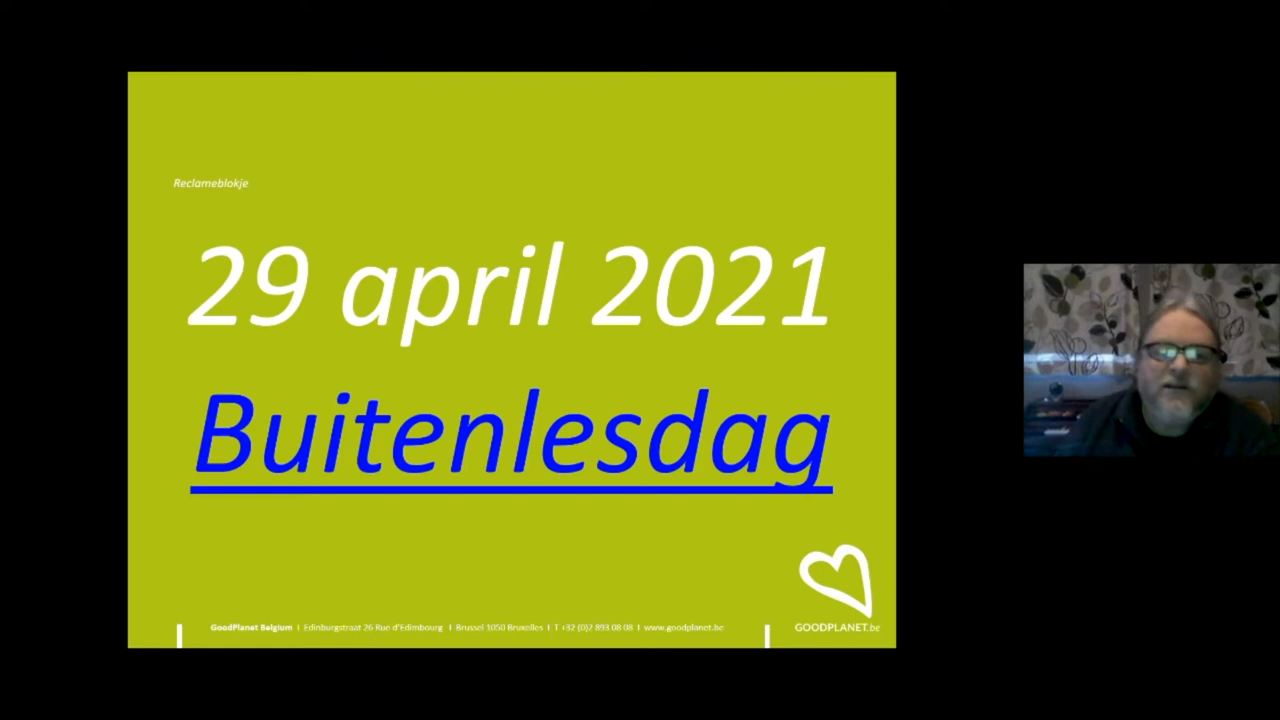 Reclameblokje
29 april 2021
Buitenlesdag
GoodPlanet Belgium I Edinburgstraat 26 Rue d'Edimbourg I Brussel 1050 Bruxelles I T +32 (0)2 893 08 08 I www.goodplanet.be
GOODPLANET.be